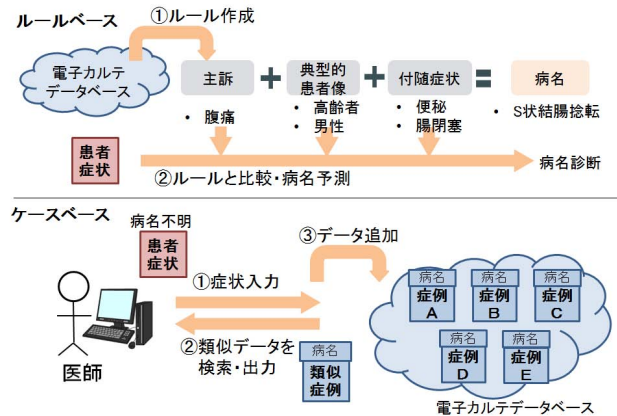 ルールベース
①ルール作成
電子カルテ
データベース
主訴
+
典型的
患者像
+
付随症状
=
病名
• 腹痛
• 高齢者
• 男性
• 便秘
• 腸閉塞
• S状結腸捻転
患者
症状
病名診断
②ルールと比較・病名予測
ケースベース
病名不明
患者
症状
③データ追加
①症状入力
②類似データを
検索・出力
病名
類似
症例
医師
病名
症例
A
病名
症例
B
病名
症例
C
病名
症例
D
病名
症例
E
電子カルテデータベース